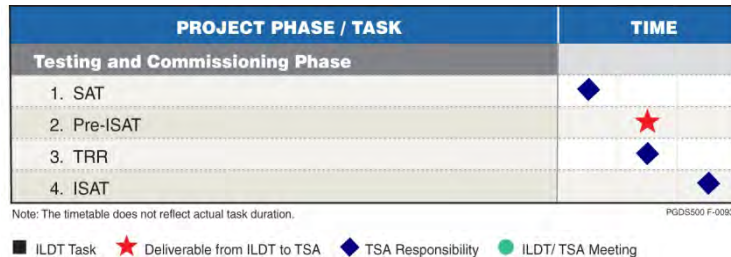 PROJECT PHASE / TASK TIME
Testing and Commissioning Phase
1. SAT
2. Pre-ISAT
3. TRR
4. ISAT
Note: The timetable does not reflect actual task duration. PGDS500 F-0093
ILDT Task Deliverable from ILDT to TSA TSA Responsibility ILDT/ TSA Meeting